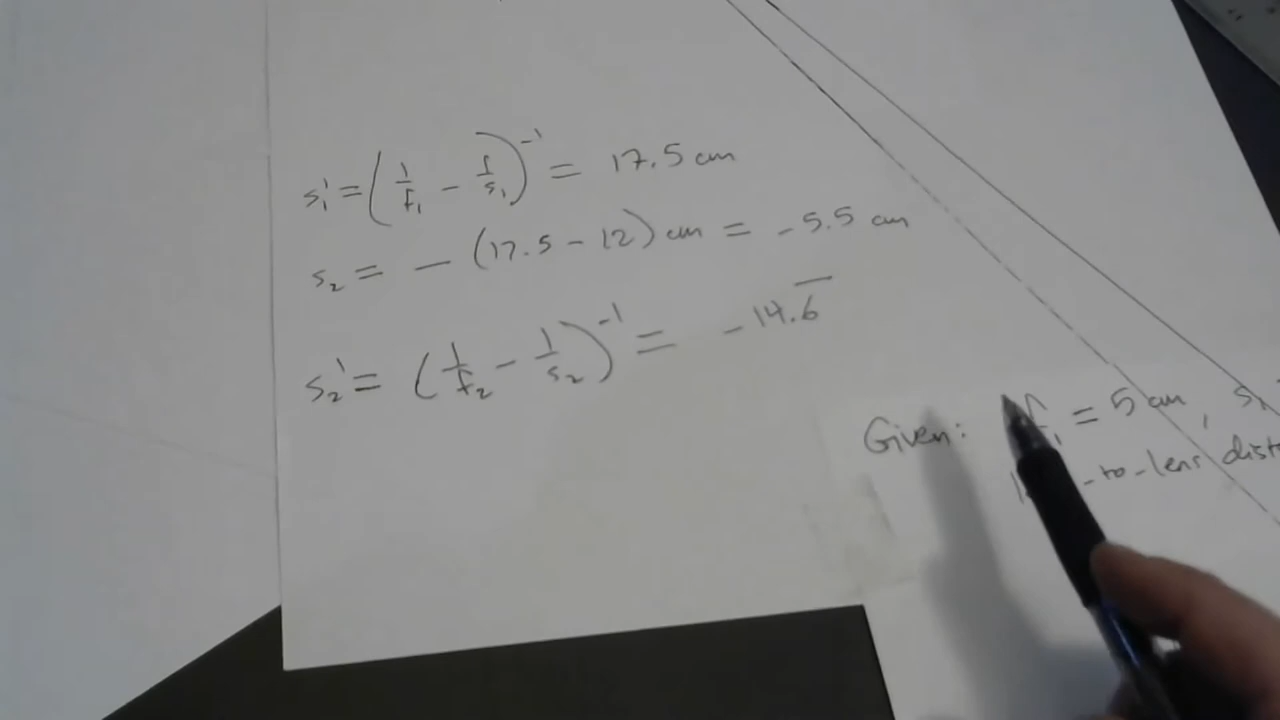 s₁' = (1/f₁ - 1/s₁)⁻¹ = 17.5 cm
s₂ = - (17.5 - 12) cm = -5.5 cm
s₂' = (1/f₂ - 1/s₂)⁻¹ = -14.6̅
Given: f₁ = 5 cm, s₁
-to-lens dist